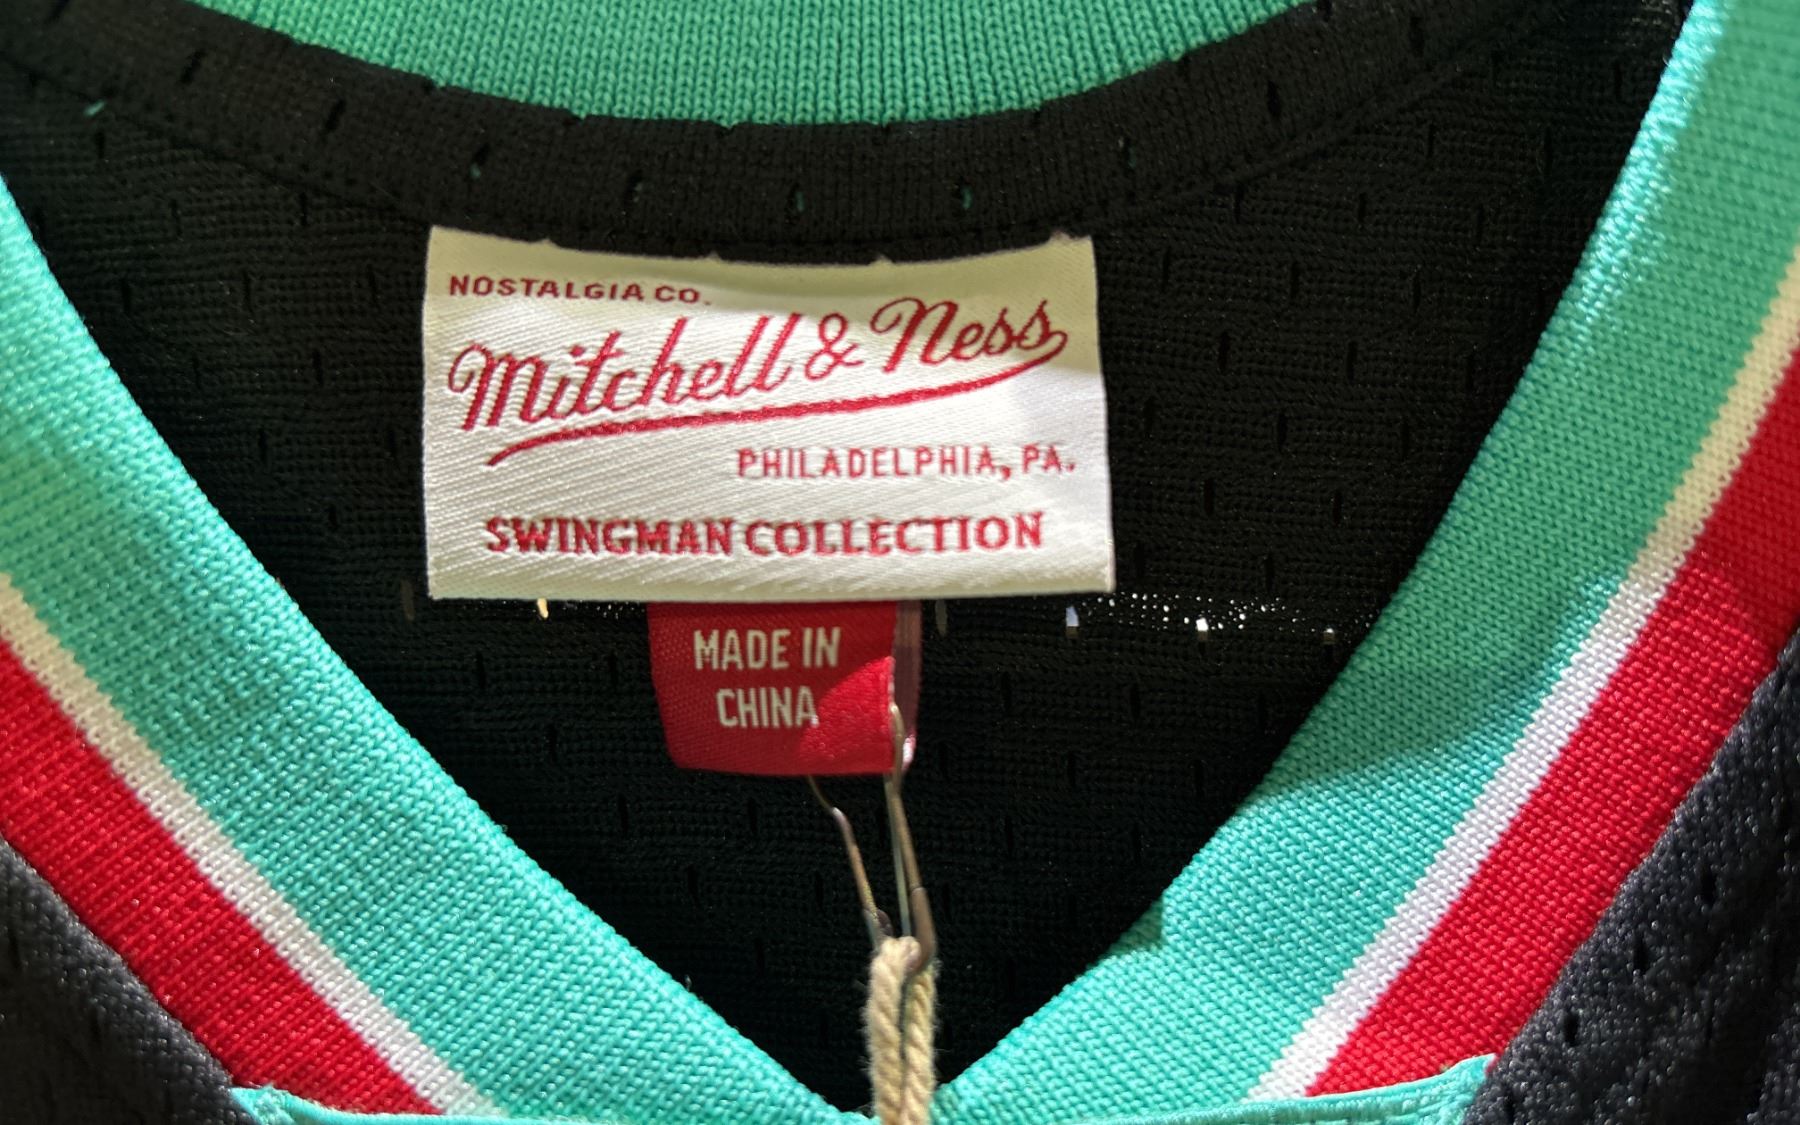 NOSTALGIA CO.
Mitchell & Ness
PHILADELPHIA, PA.
SWINGMAN COLLECTION
MADE IN
CHINA